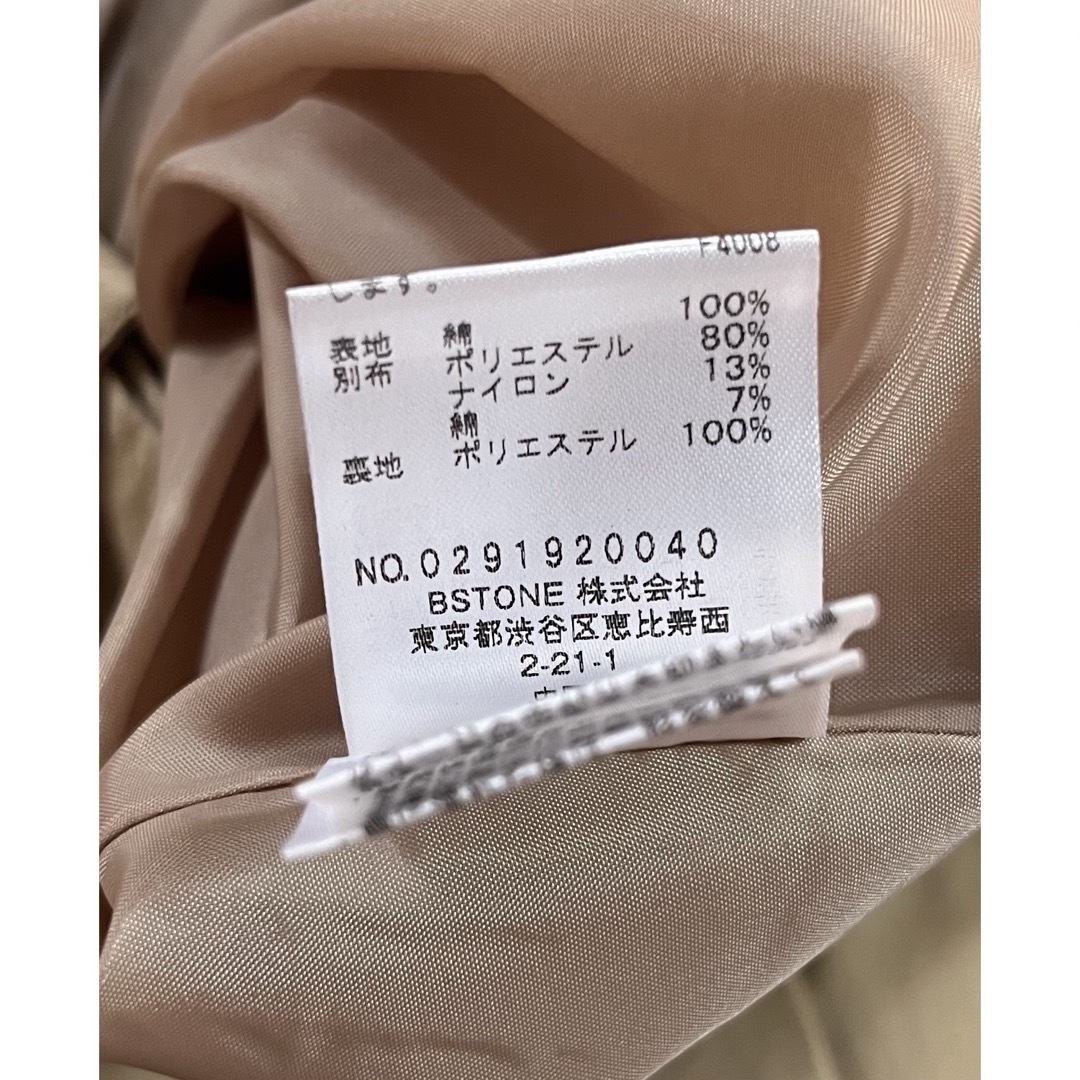 F4008
します。
表地 綿 100%
別布 ポリエステル 80%
ナイロン 13%
綿 7%
裏地 ポリエステル 100%
NO.0291920040
BSTONE 株式会社
東京都渋谷区恵比寿西
2-21-1